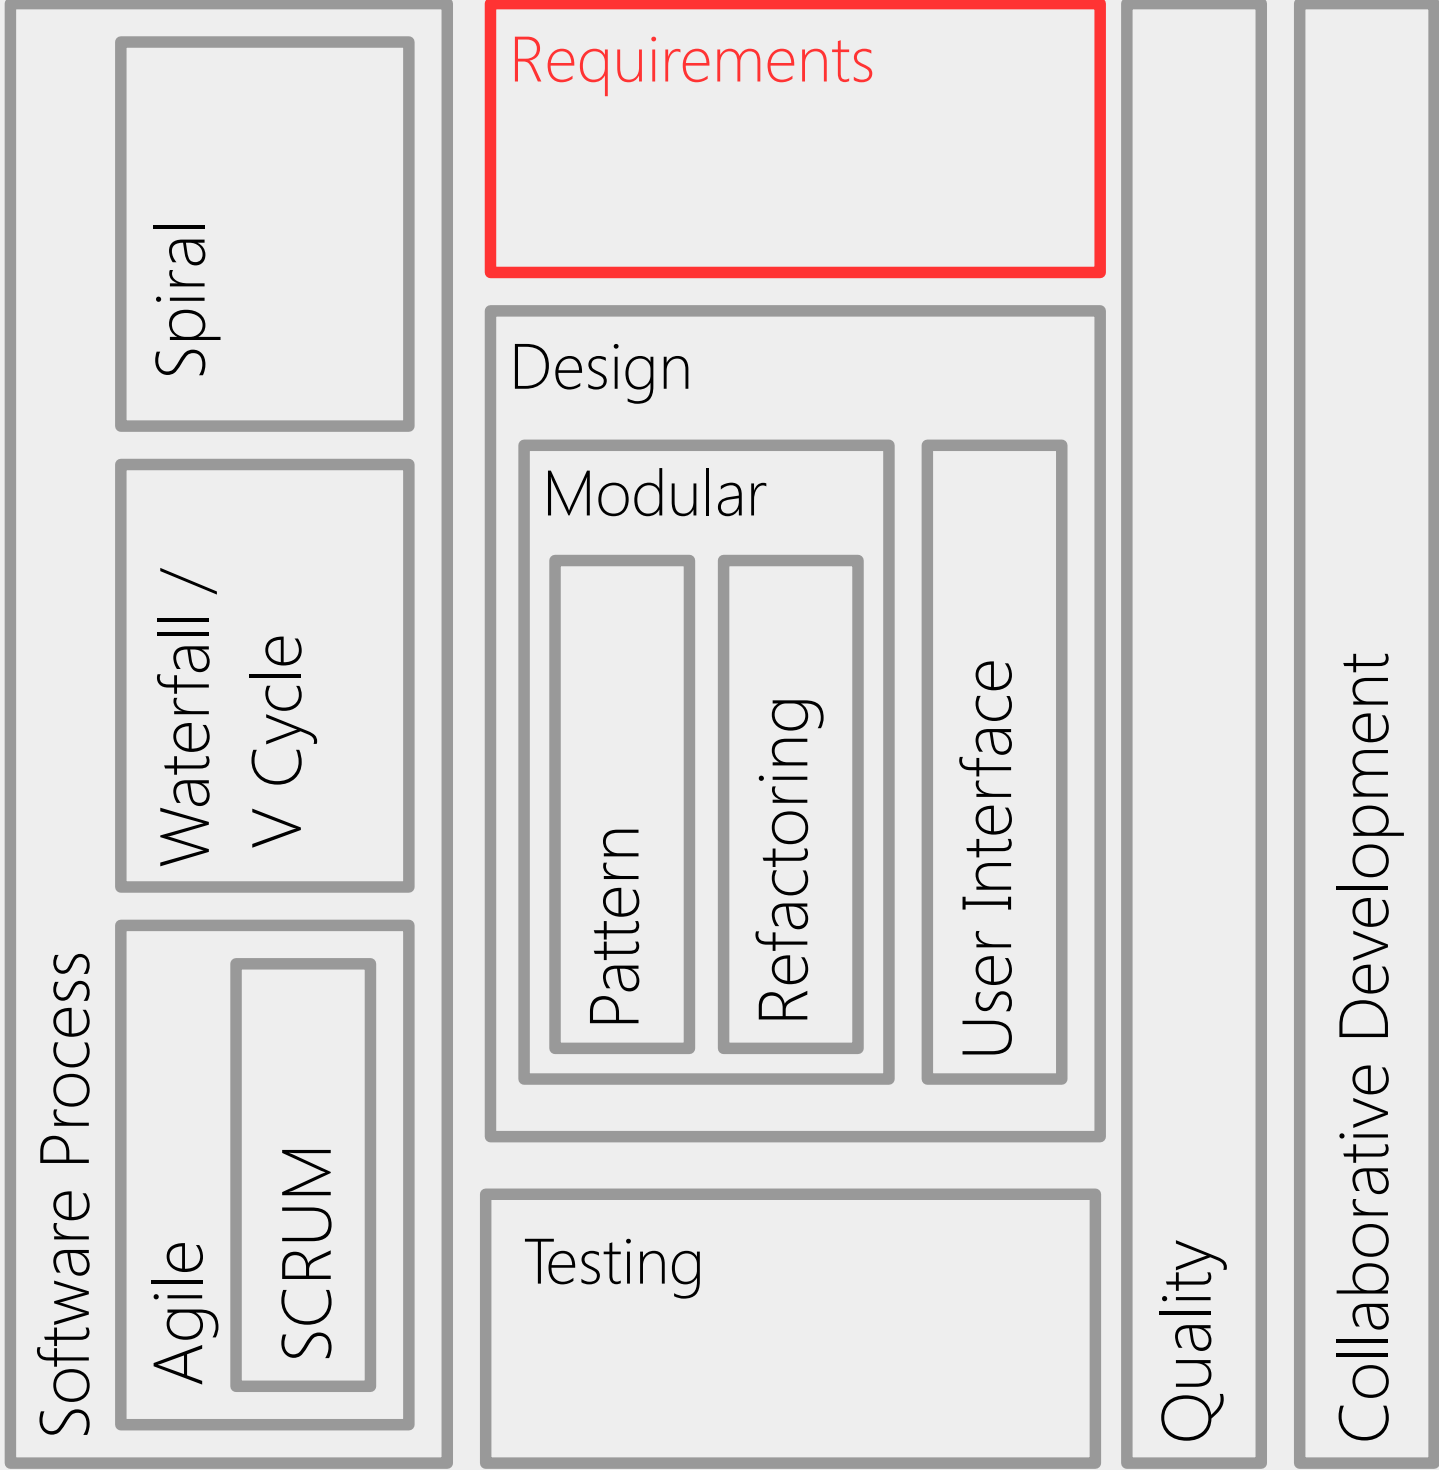 Software Process
Spiral
Waterfall /
V Cycle
Agile
SCRUM
Requirements
Design
Modular
Pattern
Refactoring
User Interface
Testing
Quality
Collaborative Development